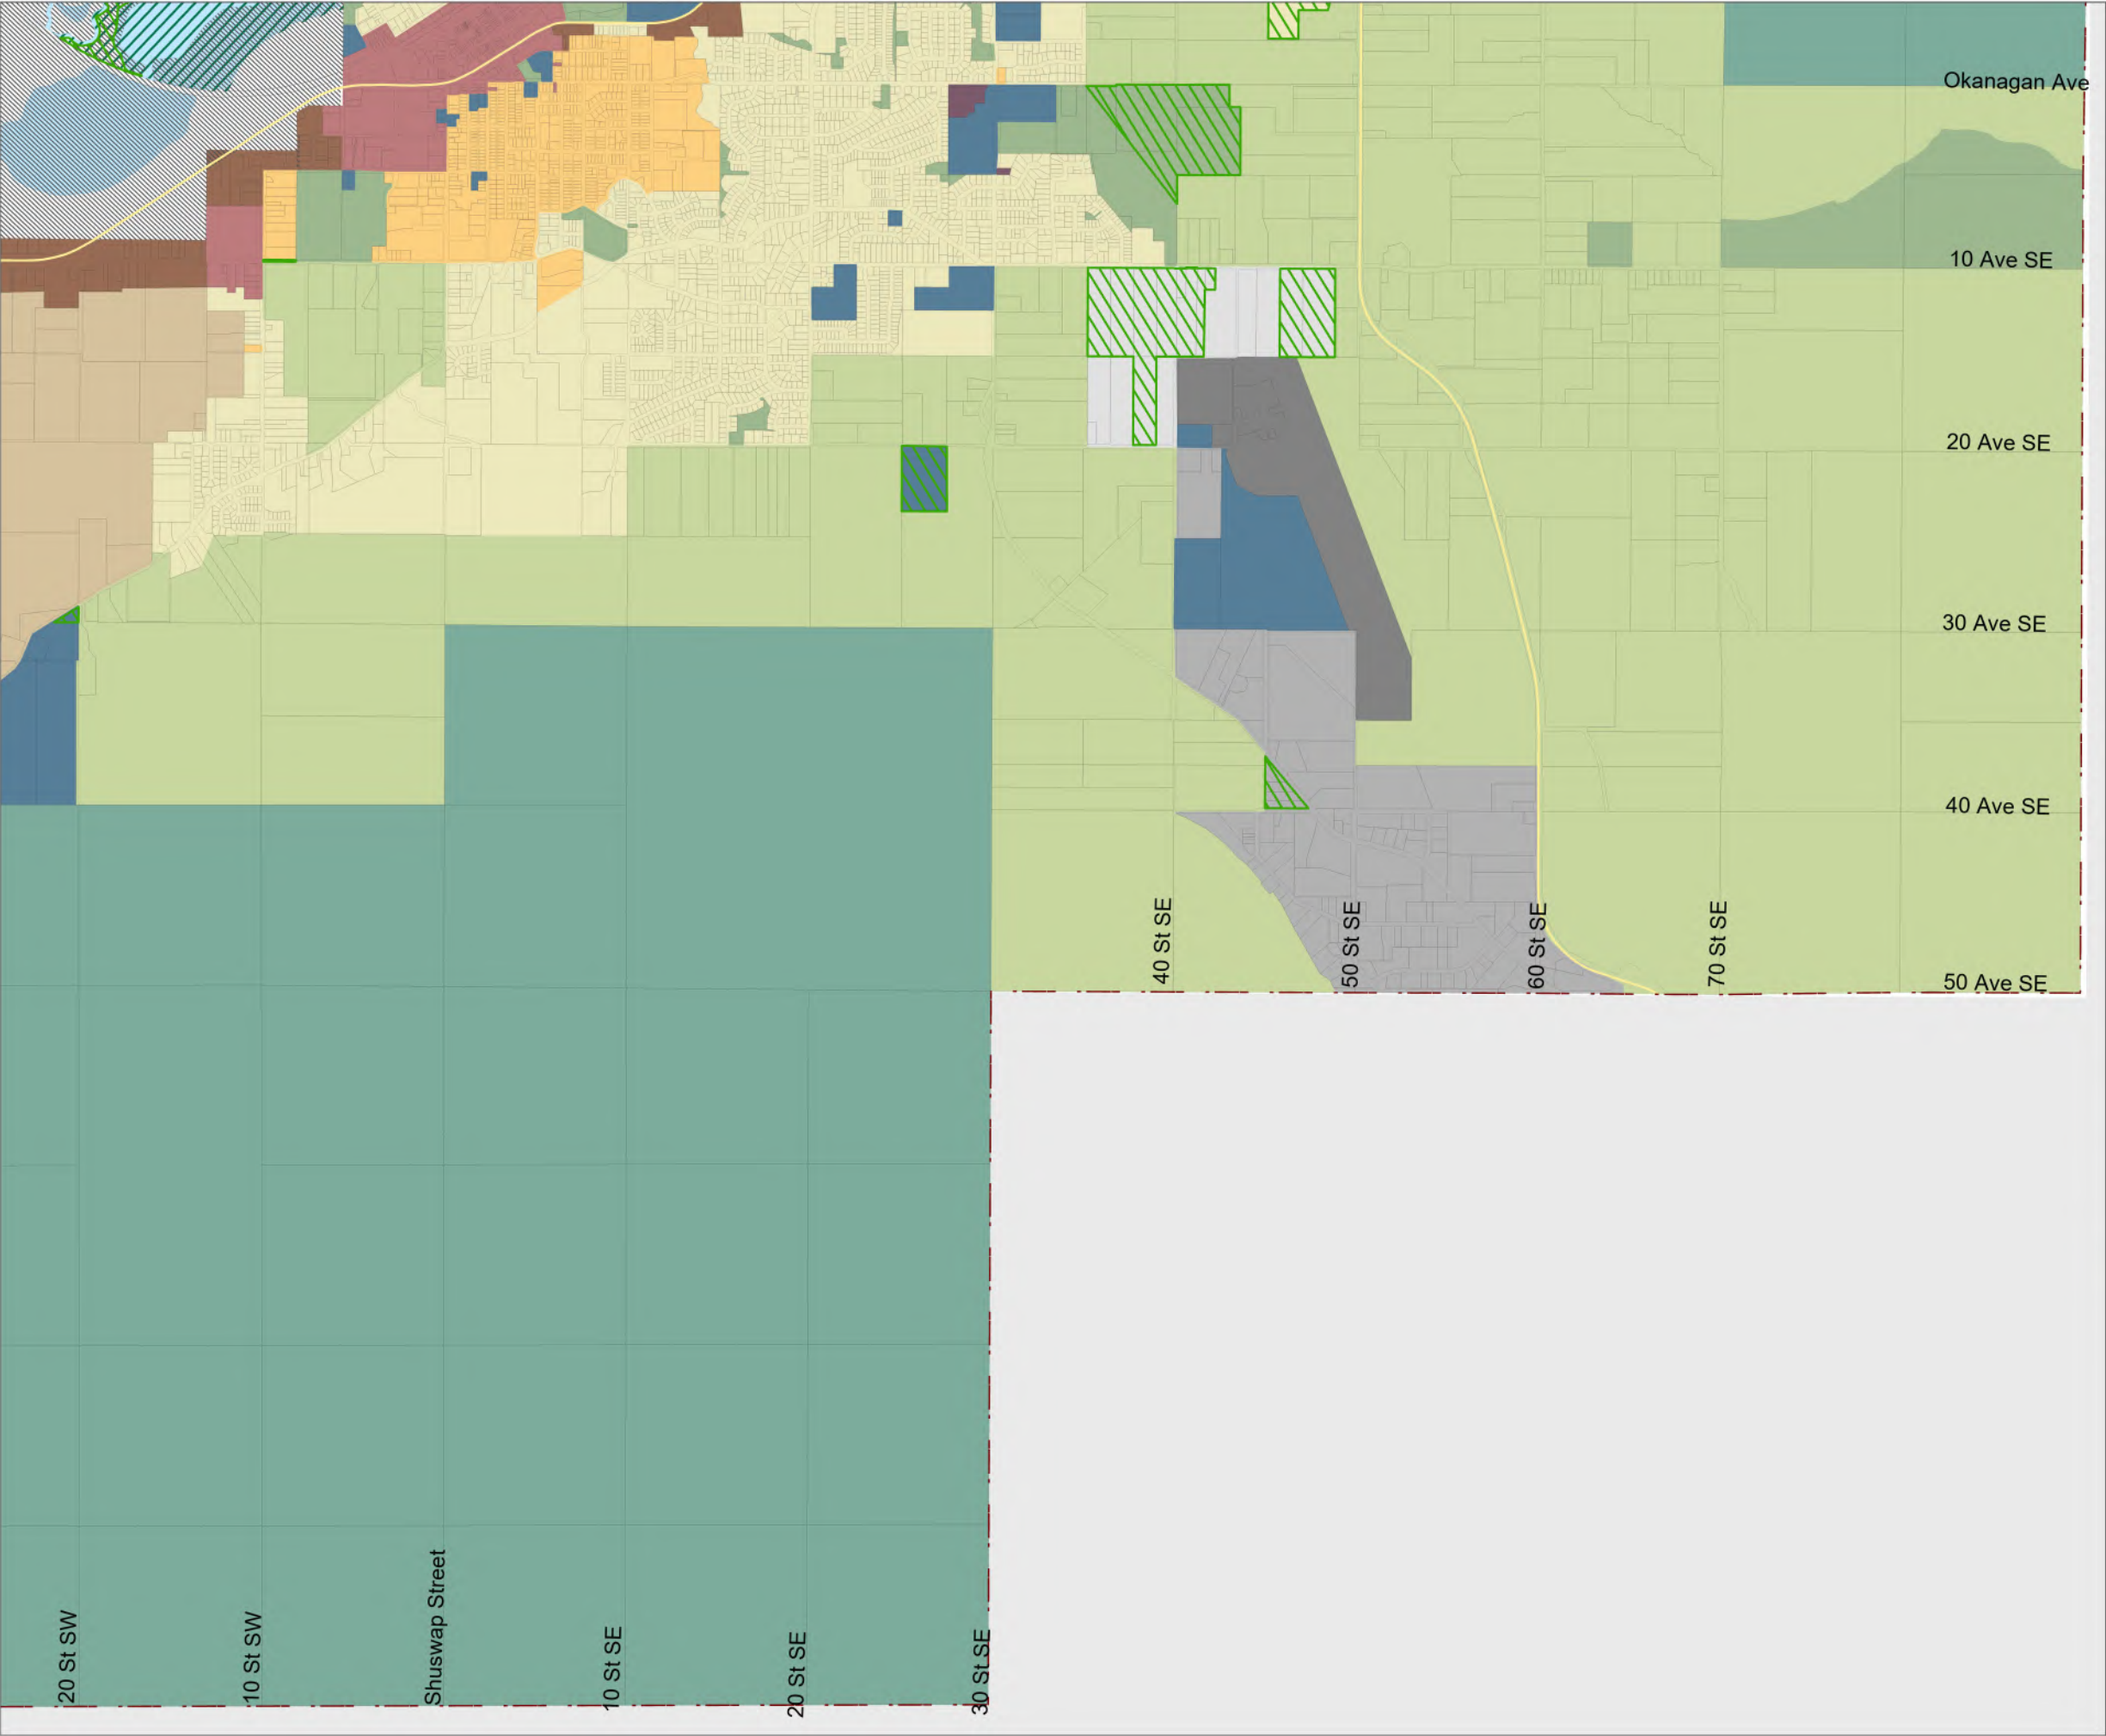 Okanagan Ave
10 Ave SE
20 Ave SE
30 Ave SE
40 Ave SE
50 Ave SE
40 St SE
50 St SE
60 St SE
70 St SE
20 St SW
10 St SW
Shuswap Street
10 St SE
20 St SE
30 St SE